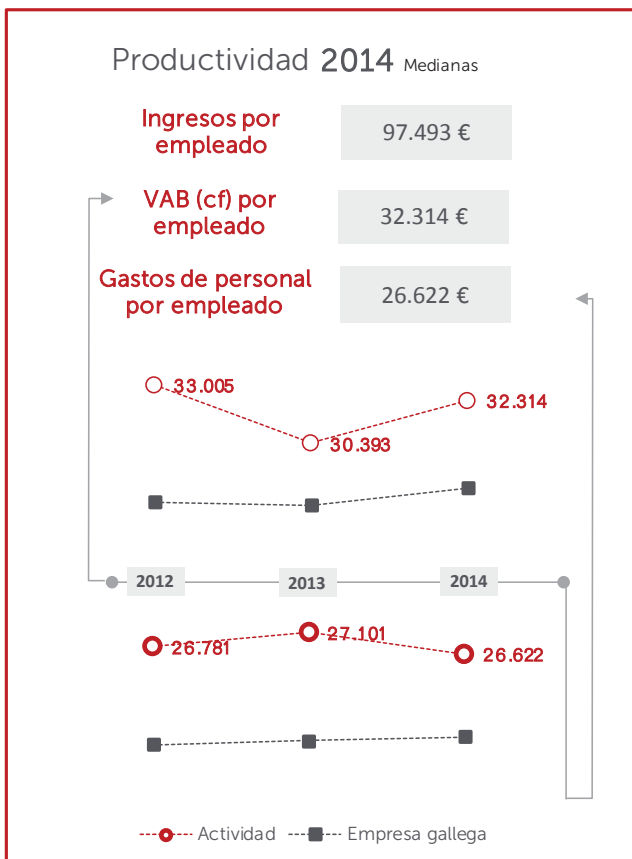 Productividad 2014 Medianas
Ingresos por
empleado
97.493 €
VAB (cf) por
empleado
32.314 €
Gastos de personal
por empleado
26.622 €
33.005
30.393
32.314
2012
2013
2014
26.781
27.101
26.622
Actividad
Empresa gallega